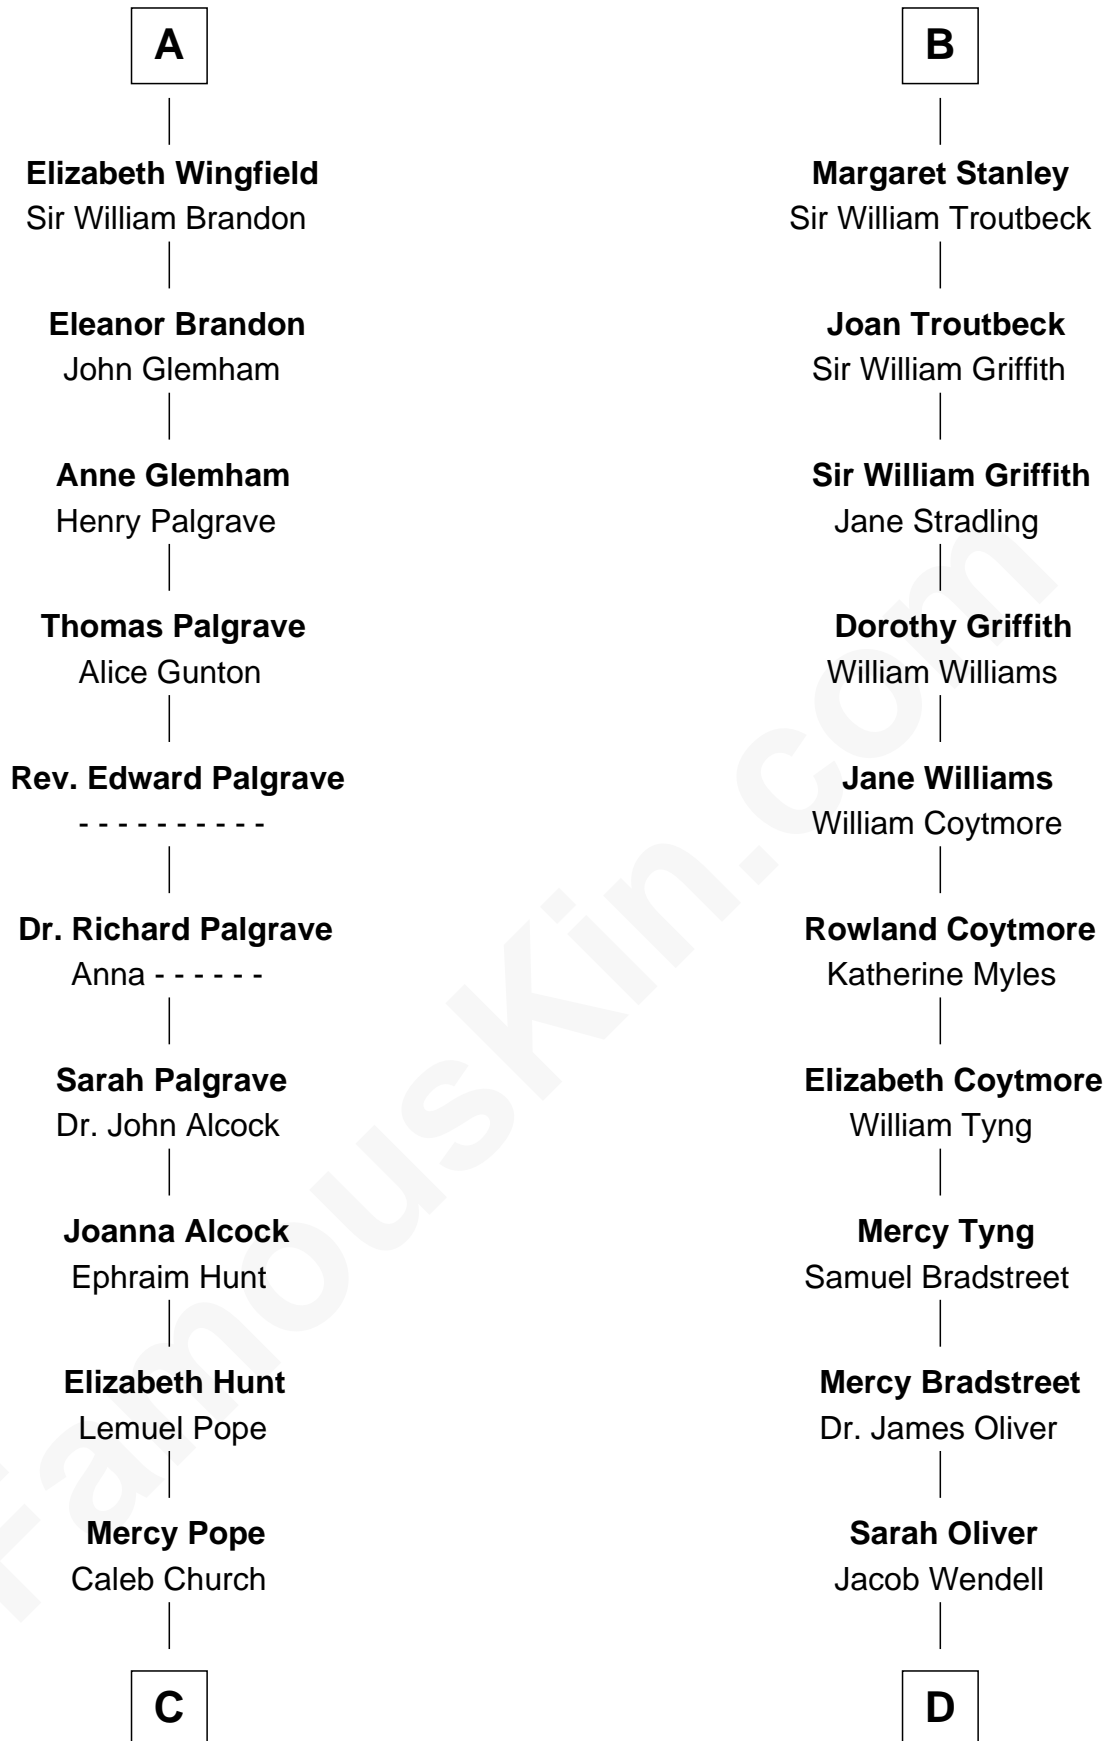 A
Elizabeth Wingfield
Sir William Brandon
Eleanor Brandon
John Glemham
Anne Glemham
Henry Palgrave
Thomas Palgrave
Alice Gunton
Rev. Edward Palgrave
- - - - - - - - - -
Dr. Richard Palgrave
Anna - - - - - -
Sarah Palgrave
Dr. John Alcock
Joanna Alcock
Ephraim Hunt
Elizabeth Hunt
Lemuel Pope
Mercy Pope
Caleb Church
C
B
Margaret Stanley
Sir William Troutbeck
Joan Troutbeck
Sir William Griffith
Sir William Griffith
Jane Stradling
Dorothy Griffith
William Williams
Jane Williams
William Coytmore
Rowland Coytmore
Katherine Myles
Elizabeth Coytmore
William Tyng
Mercy Tyng
Samuel Bradstreet
Mercy Bradstreet
Dr. James Oliver
Sarah Oliver
Jacob Wendell
D
FamousKin.com